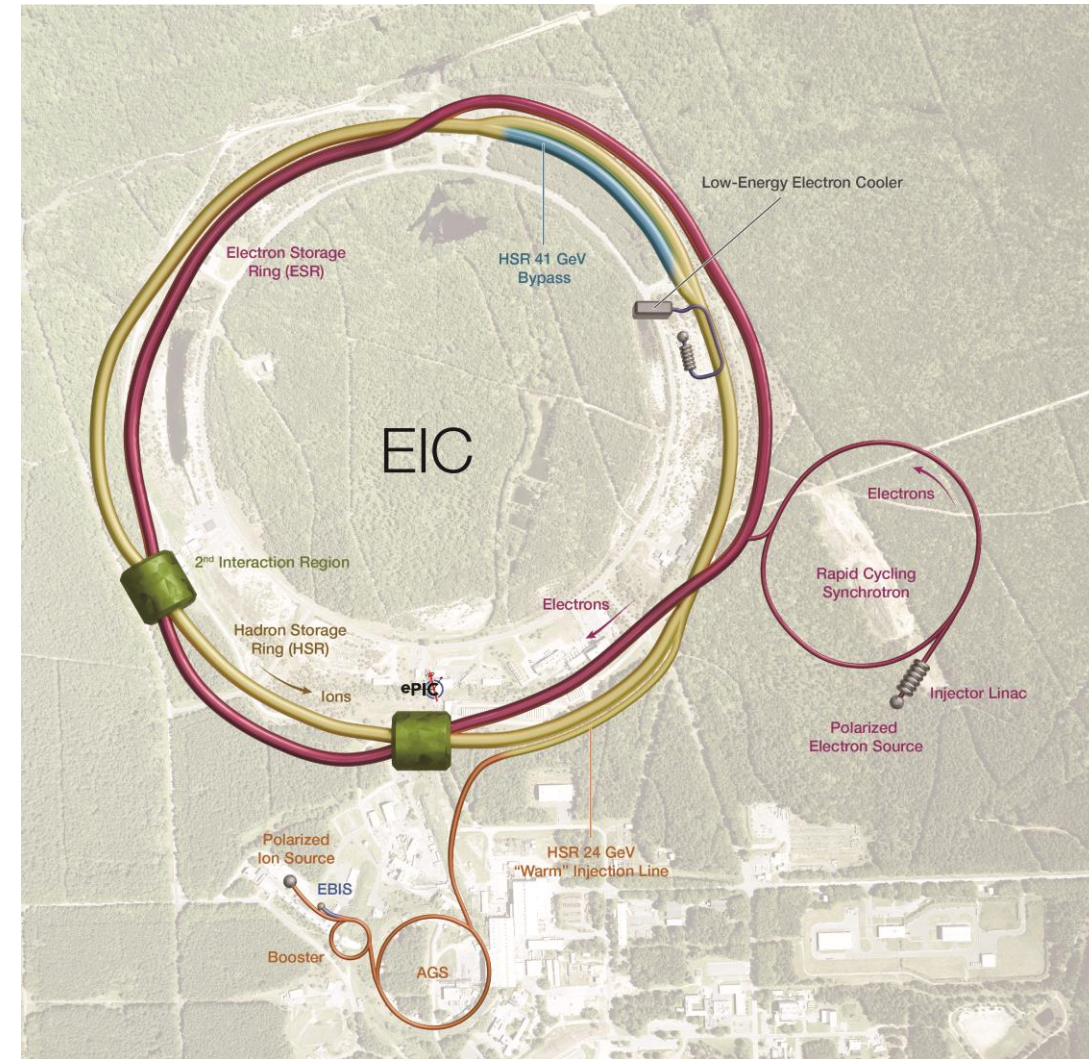 Low-Energy Electron Cooler
Electron Storage
Ring (ESR)
HSR 41 GeV
Bypass
EIC
Electrons
2nd Interaction Region
Rapid Cycling
Synchrotron
Electrons
Hadron Storage
Ring (HSR)
Ions
ePIC
Injector Linac
Polarized
Electron Source
Polarized
Ion Source
HSR 24 GeV
“Warm” Injection Line
EBIS
Booster
AGS